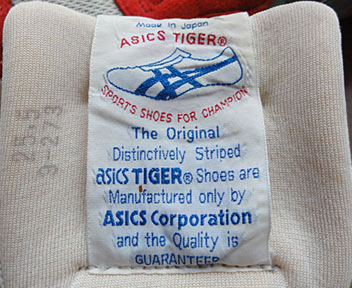 Made in Japan
ASICS TIGER®
SPORTS SHOES FOR CHAMPION
The Original
Distinctively Striped
asics TIGER® Shoes are
Manufactured only by
ASICS Corporation
and the Quality is
GUARANTEED
25.5
9-279